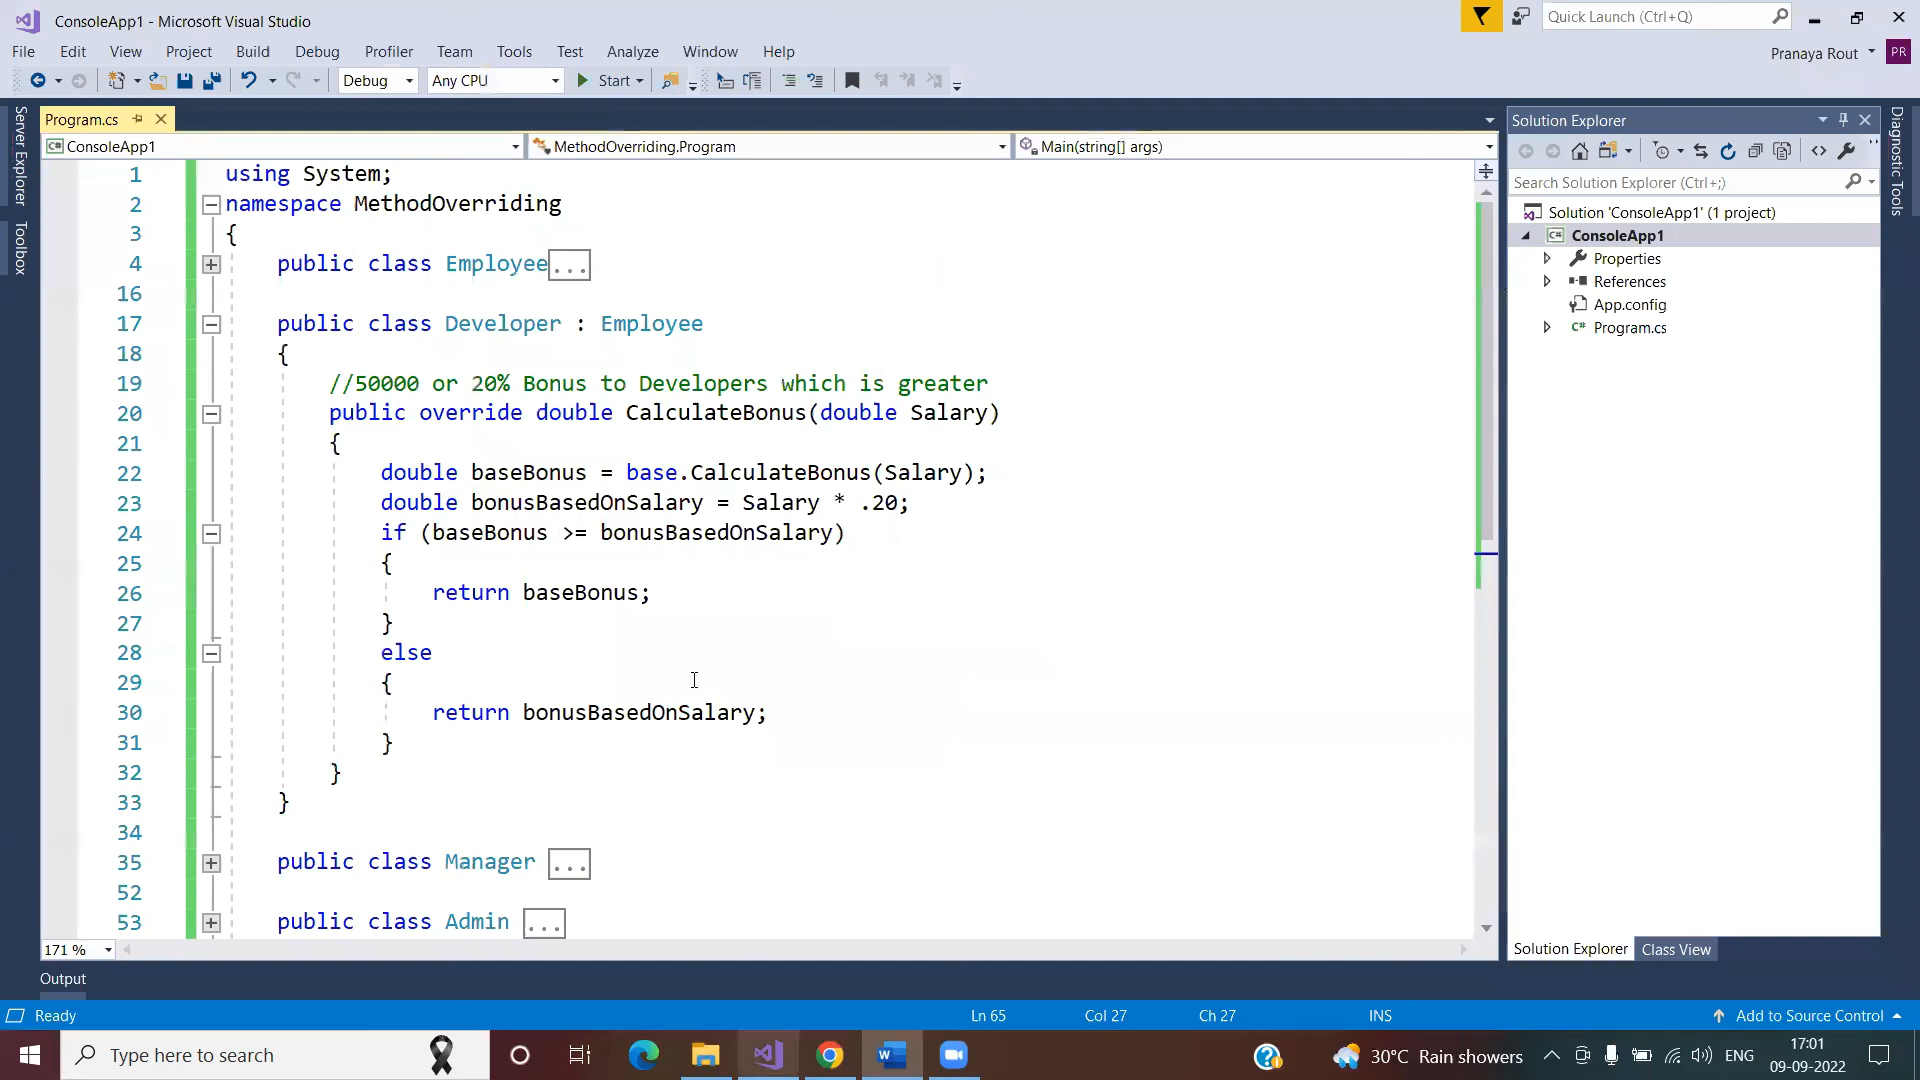 ConsoleApp1 - Microsoft Visual Studio
Quick Launch (Ctrl+Q)
File Edit View Project Build Debug Profiler Team Tools Test Analyze Window Help
Pranaya Rout PR
Debug Any CPU Start
Server Explorer
Toolbox
Program.cs
ConsoleApp1 MethodOverriding.Program Main(string[] args)
1 using System;
2 namespace MethodOverriding
3 {
4 public class Employee...
16
17 public class Developer : Employee
18 {
19 //50000 or 20% Bonus to Developers which is greater
20 public override double CalculateBonus(double Salary)
21 {
22 double baseBonus = base.CalculateBonus(Salary);
23 double bonusBasedOnSalary = Salary * .20;
24 if (baseBonus >= bonusBasedOnSalary)
25 {
26 return baseBonus;
27 }
28 else
29 {
30 return bonusBasedOnSalary;
31 }
32 }
33 }
34
35 public class Manager ...
52
53 public class Admin ...
171 %
Solution Explorer
Search Solution Explorer (Ctrl+;)
Solution 'ConsoleApp1' (1 project)
C# ConsoleApp1
Properties
References
App.config
C# Program.cs
Solution Explorer Class View
Diagnostic Tools
Output
Ready Ln 65 Col 27 Ch 27 INS Add to Source Control
Type here to search
30°C Rain showers ENG 17:01
09-09-2022